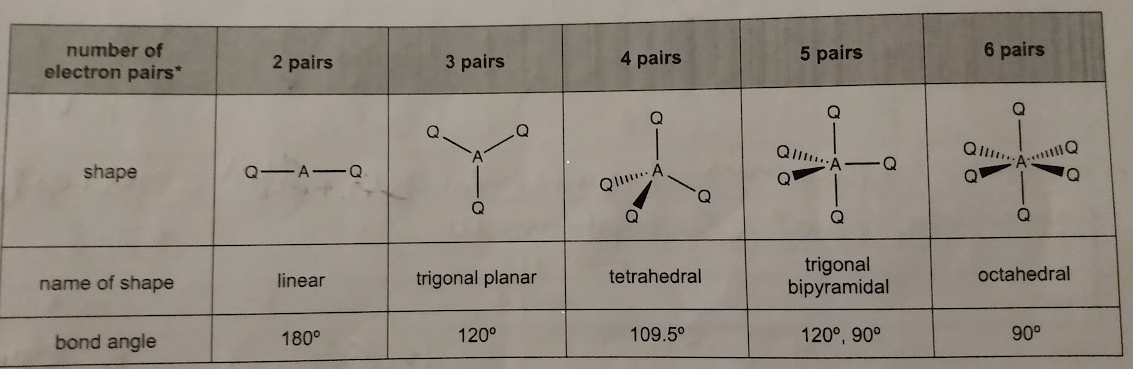 number of
electron pairs*
2 pairs
3 pairs
4 pairs
5 pairs
6 pairs
shape
Q—A—Q
Q Q
A
Q
Q
A
Q
Q
Q
Q
Q A—Q
Q
Q
Q
Q A Q
Q Q
Q
name of shape
linear
trigonal planar
tetrahedral
trigonal
bipyramidal
octahedral
bond angle
180°
120°
109.5°
120°, 90°
90°